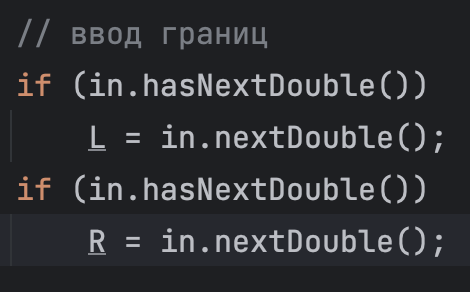 // ввод границ
if (in.hasNextDouble())
    L = in.nextDouble();
if (in.hasNextDouble())
    R = in.nextDouble();